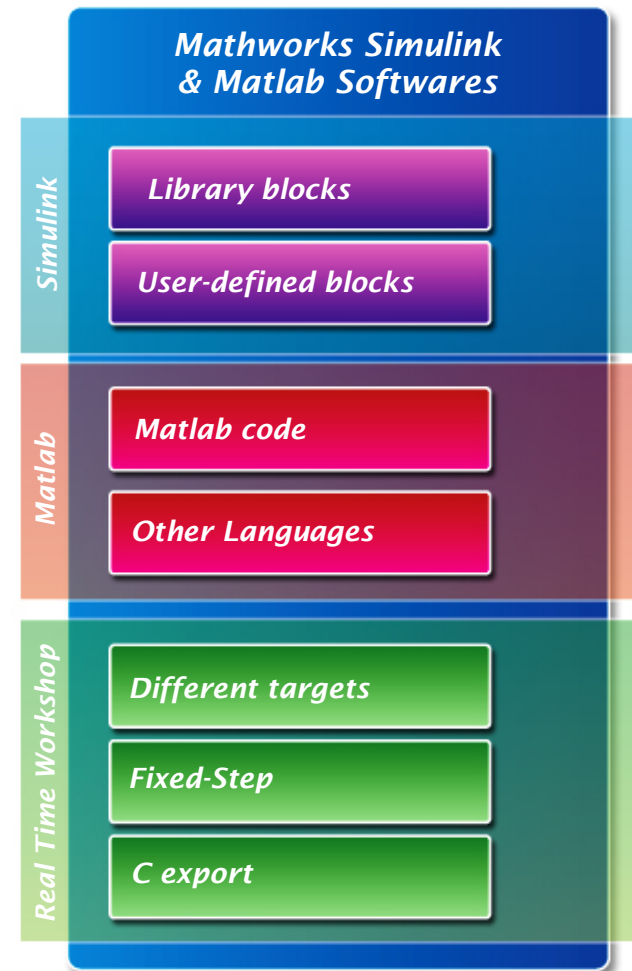 Mathworks Simulink
& Matlab Softwares
Simulink
Library blocks
User-defined blocks
Matlab
Matlab code
Other Languages
Real Time Workshop
Different targets
Fixed-Step
C export